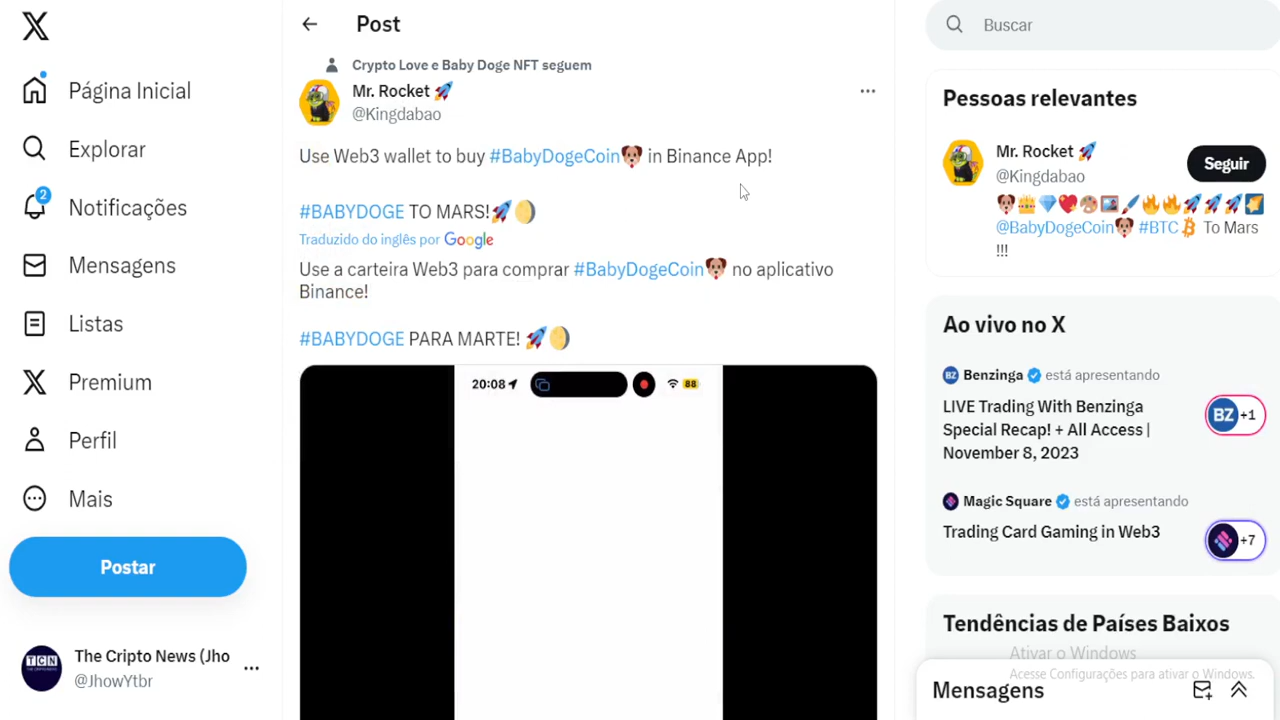 Página Inicial
Explorar
2
Notificações
Mensagens
Listas
Premium
Perfil
Mais
Postar
TCN
The Cripto News (Jho
@JhowYtbr
Post
Crypto Love e Baby Doge NFT seguem
Mr. Rocket 🚀
@Kingdabao
Use Web3 wallet to buy #BabyDogeCoin🐶 in Binance App!
#BABYDOGE TO MARS!🚀🌖
Traduzido do inglês por Google
Use a carteira Web3 para comprar #BabyDogeCoin🐶 no aplicativo
Binance!
#BABYDOGE PARA MARTE! 🚀🌖
20:08
88
Buscar
Pessoas relevantes
Mr. Rocket 🚀
@Kingdabao
Seguir
🐶👑💎💖🎨🖼️🖌️🔥🔥🚀🚀🚀🌠
@BabyDogeCoin🐶 #BTC To Mars
!!!
Ao vivo no X
BZ Benzinga está apresentando
LIVE Trading With Benzinga
Special Recap! + All Access |
November 8, 2023
BZ +1
Magic Square está apresentando
Trading Card Gaming in Web3
+7
Tendências de Países Baixos
Ativar o Windows
Acesse Configurações para ativar o Windows.
Mensagens